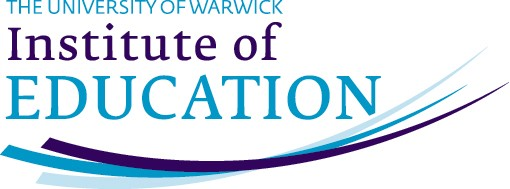 THE UNIVERSITY OF WARWICK
Institute of
EDUCATION